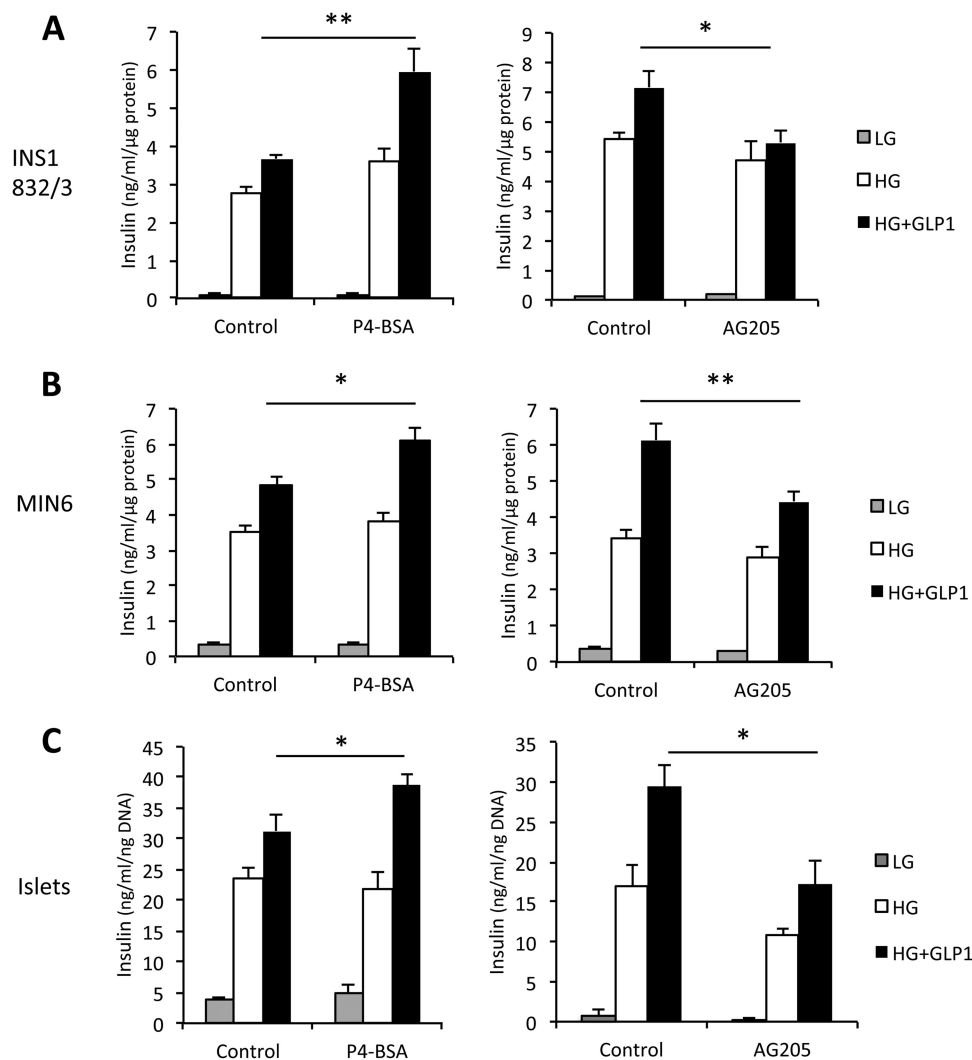 A
INS1
832/3
Insulin (ng/ml/µg protein)
7
6
5
4
3
2
1
0
**
Control
P4-BSA
Insulin (ng/ml/µg protein)
9
8
7
6
5
4
3
2
1
0
*
Control
AG205
LG
HG
HG+GLP1
B
MIN6
Insulin (ng/ml/µg protein)
7
6
5
4
3
2
1
0
*
Control
P4-BSA
Insulin (ng/ml/µg protein)
7
6
5
4
3
2
1
0
**
Control
AG205
LG
HG
HG+GLP1
C
Islets
Insulin (ng/ml/ng DNA)
45
40
35
30
25
20
15
10
5
0
*
Control
P4-BSA
Insulin (ng/ml/ng DNA)
35
30
25
20
15
10
5
0
*
Control
AG205
LG
HG
HG+GLP1